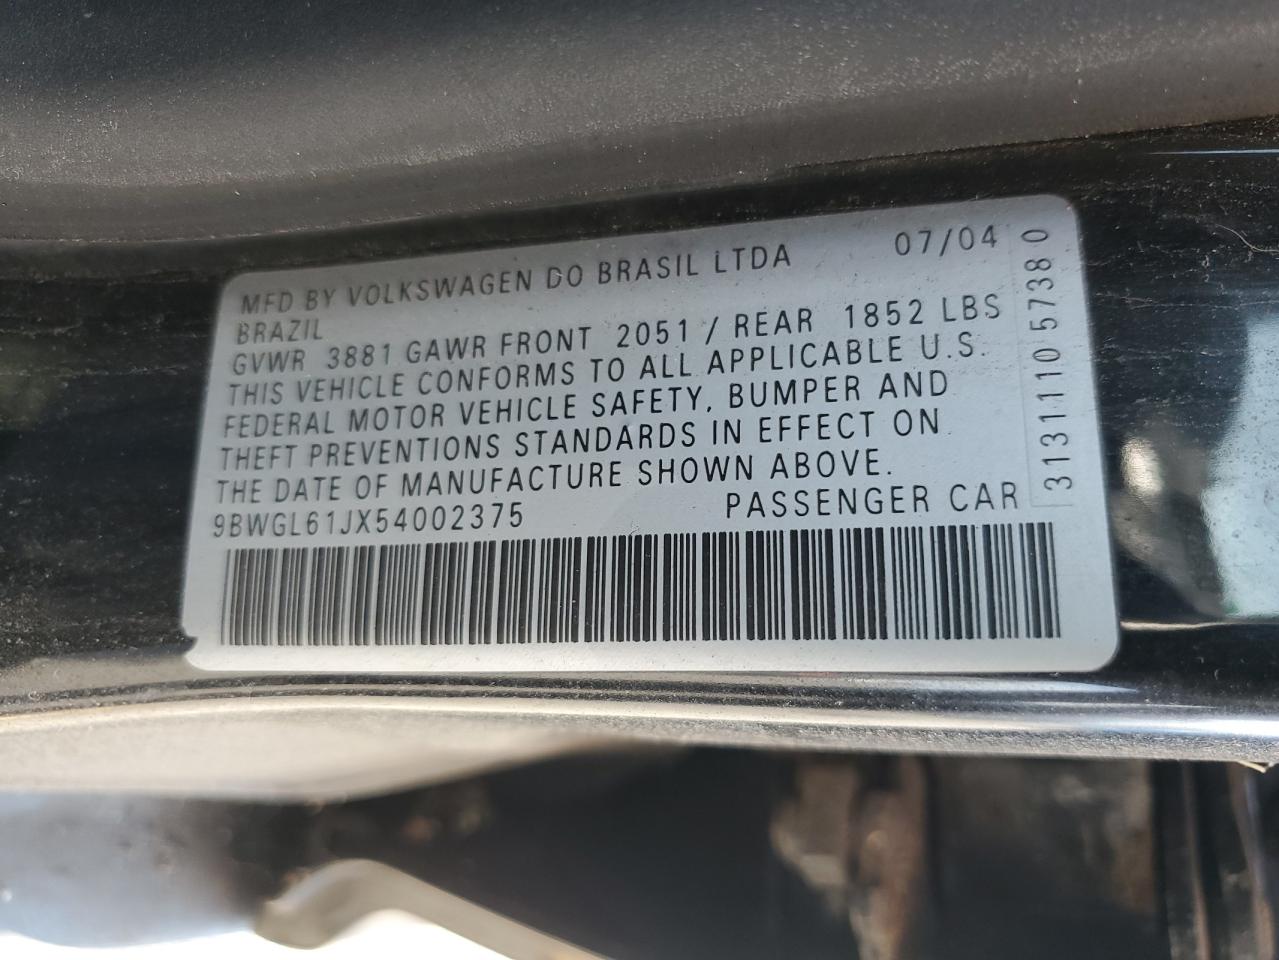 MFD BY VOLKSWAGEN DO BRASIL LTDA 07/04
BRAZIL
GVWR 3881 GAWR FRONT 2051 / REAR 1852 LBS
THIS VEHICLE CONFORMS TO ALL APPLICABLE U.S.
FEDERAL MOTOR VEHICLE SAFETY, BUMPER AND
THEFT PREVENTIONS STANDARDS IN EFFECT ON
THE DATE OF MANUFACTURE SHOWN ABOVE.
9BWGL61JX54002375 PASSENGER CAR
3131110 57380